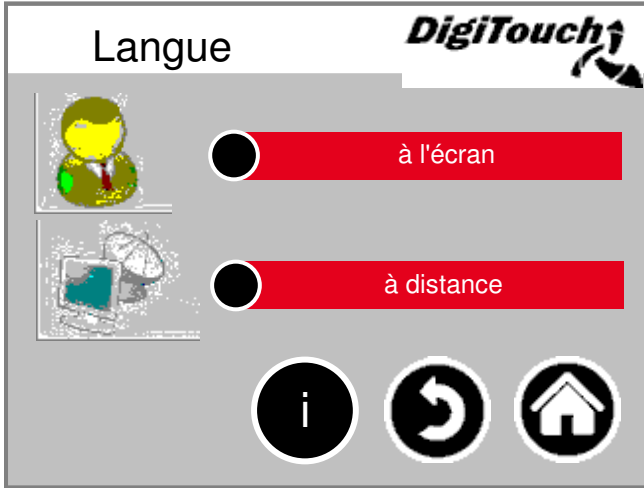 Langue
DigiTouch
à l'écran
à distance
i